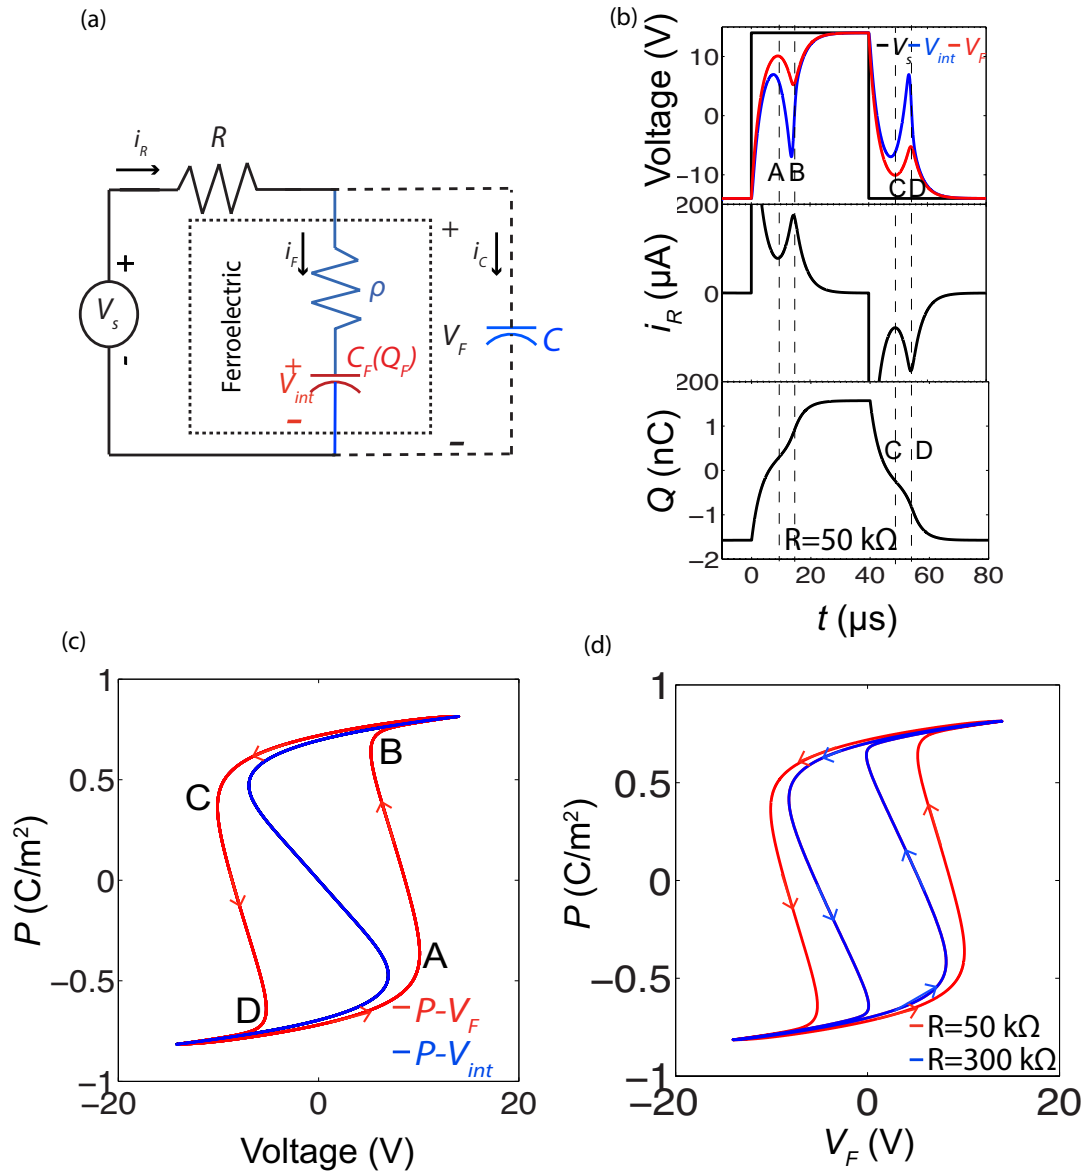 (a)
i_R
R
+
V_s
-
Ferroelectric
i_F
ρ
+
V_int
-
C_F(Q_F)
+
V_F
-
i_C
C
(b)
Voltage (V)
10
0
−10
V_s
V_int
V_F
A B
C D
i_R (µA)
200
0
200
Q (nC)
1
0
−1
−2
C D
R=50 kΩ
0 20 40 60 80
t (µs)
(c)
P (C/m²)
1
0.5
0
−0.5
−1
C
B
A
D
P-V_F
P-V_int
−20 0 20
Voltage (V)
(d)
P (C/m²)
1
0.5
0
−0.5
−1
R=50 kΩ
R=300 kΩ
−20 0 20
V_F (V)